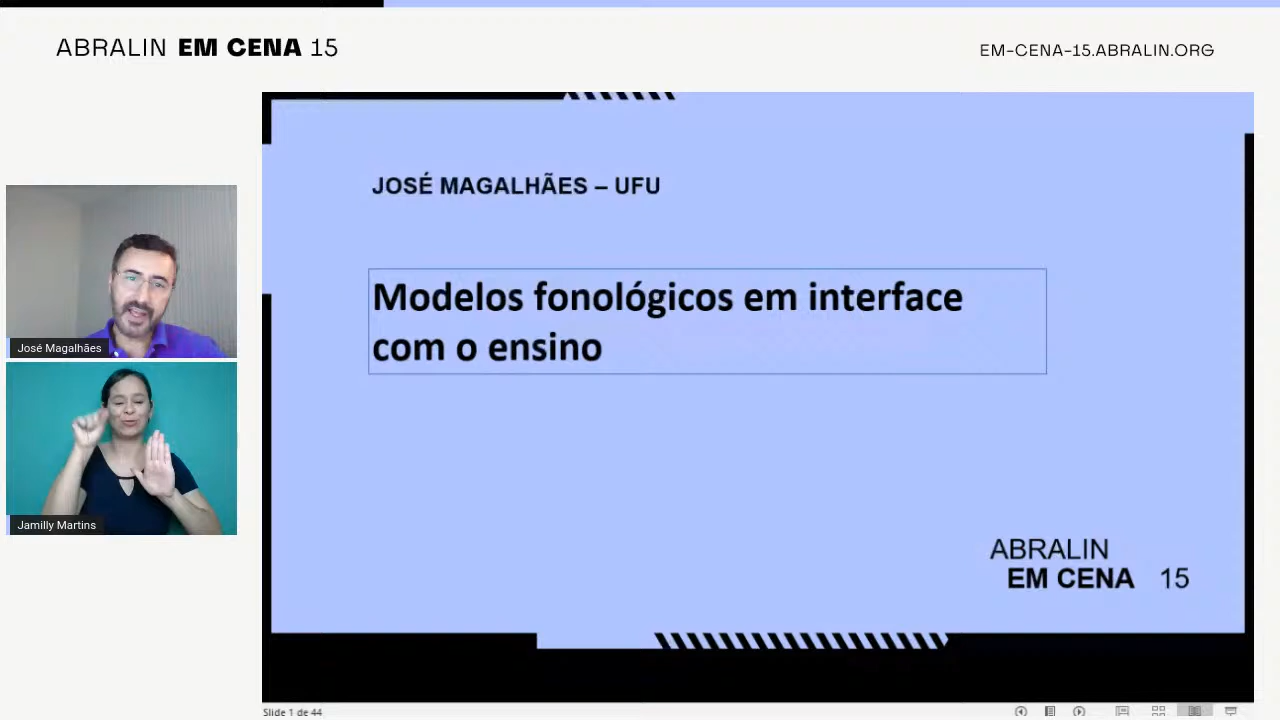 ABRALIN EM CENA 15
EM-CENA-15.ABRALIN.ORG
JOSÉ MAGALHÃES – UFU
Modelos fonológicos em interface
com o ensino
José Magalhães
Jamilly Martins
ABRALIN
EM CENA 15
Slide 1 de 44